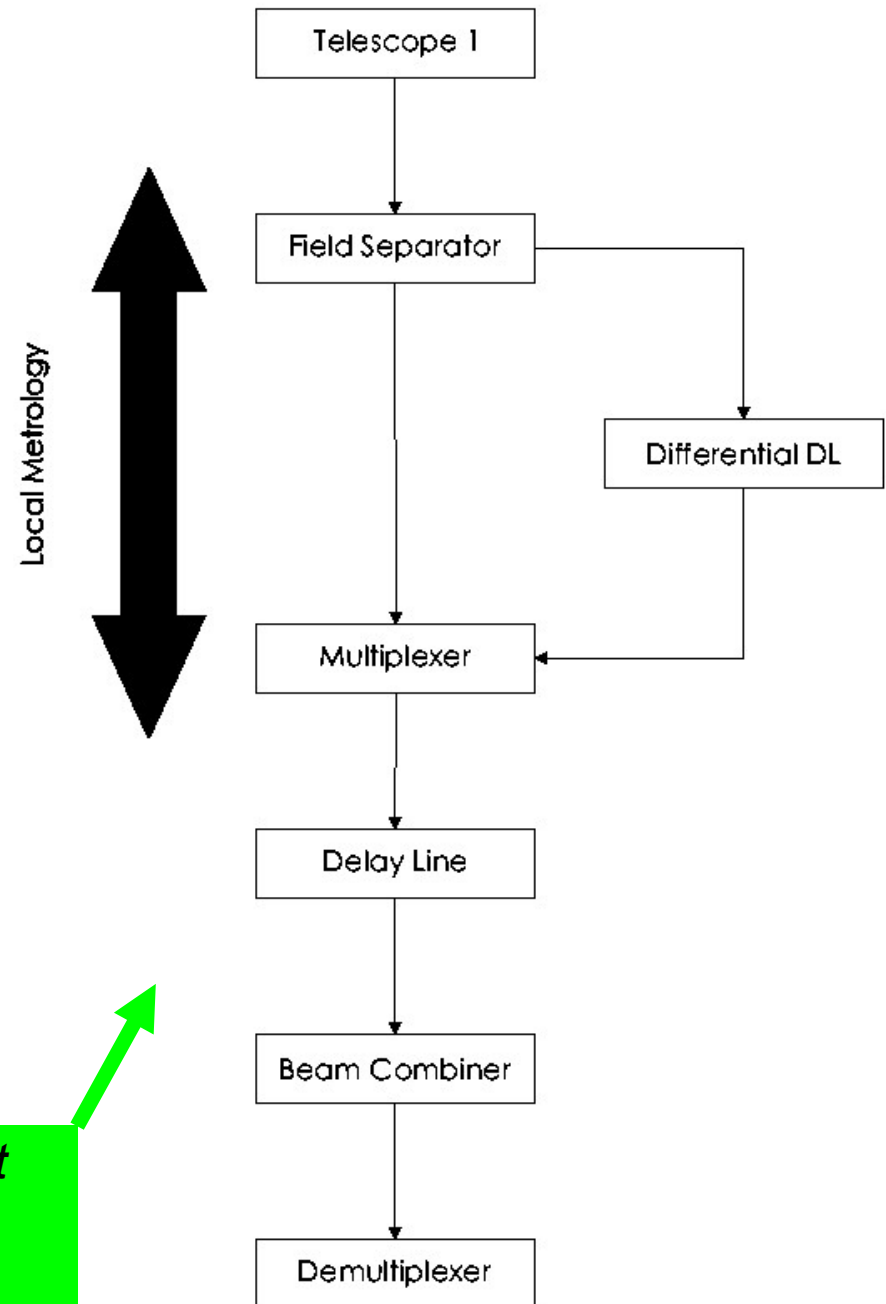 Telescope 1
Field Separator
Local Metrology
Differential DL
Multiplexer
Delay Line
Beam Combiner
Demultiplexer